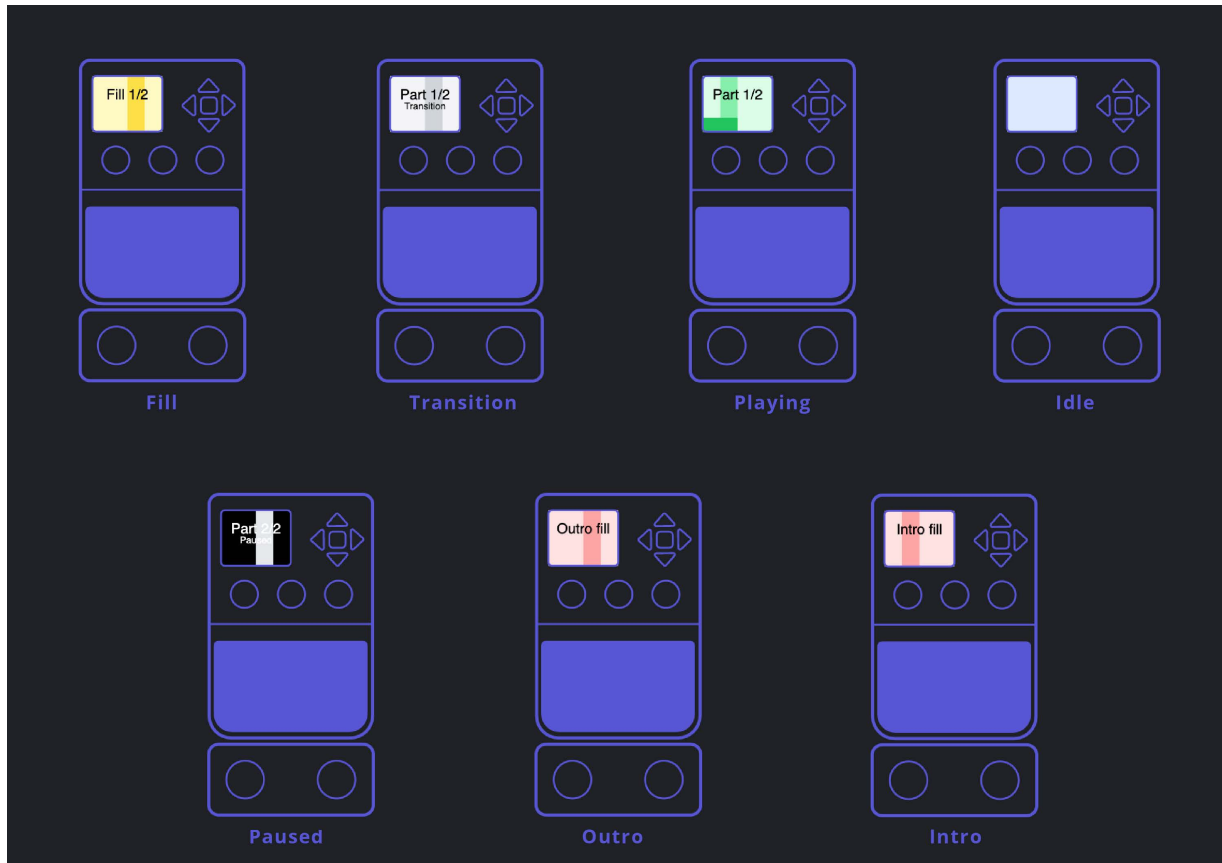 Fill 1/2
Part 1/2
Transition
Part 1/2
Fill
Transition
Playing
Idle
Part 2/2
Paused
Outro fill
Intro fill
Paused
Outro
Intro